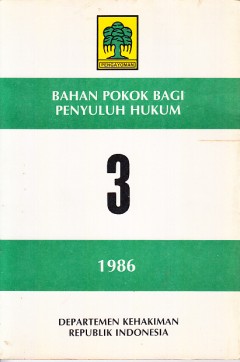 PENGAYOMAN
BAHAN POKOK BAGI
PENYULUH HUKUM
3
1986
DEPARTEMEN KEHAKIMAN
REPUBLIK INDONESIA